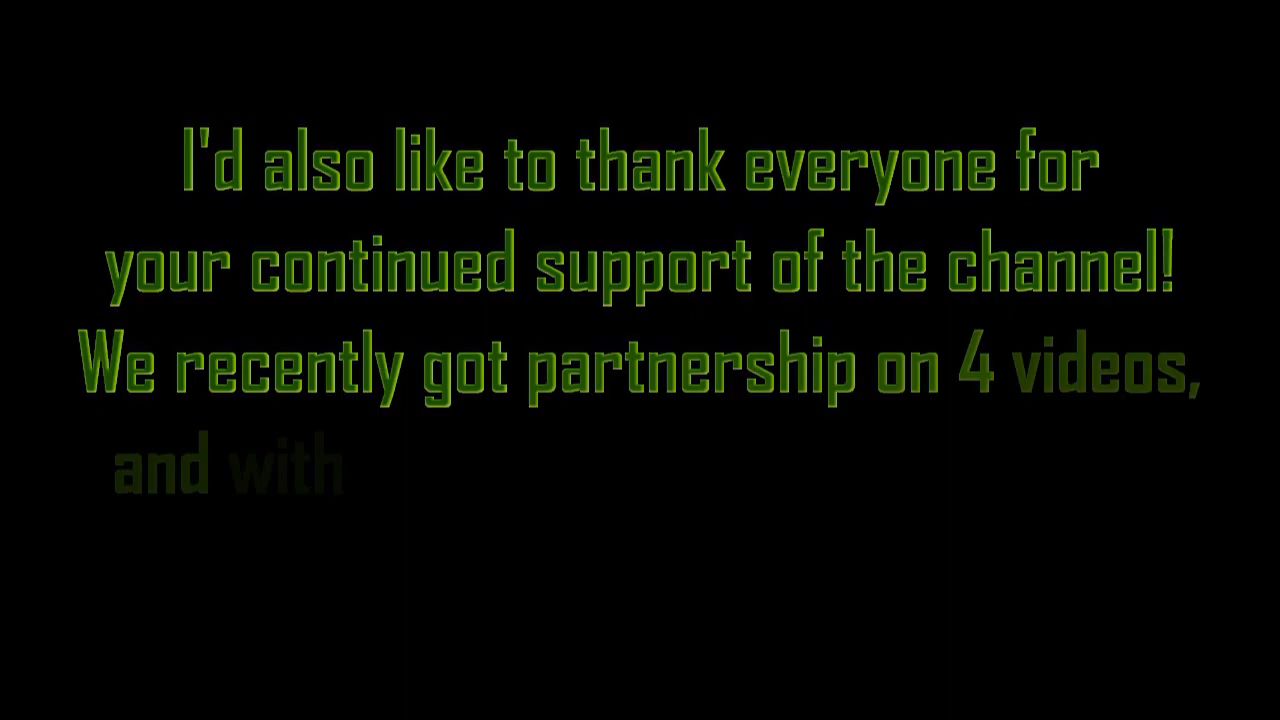 I'd also like to thank everyone for
your continued support of the channel!
We recently got partnership on 4 videos,
and with